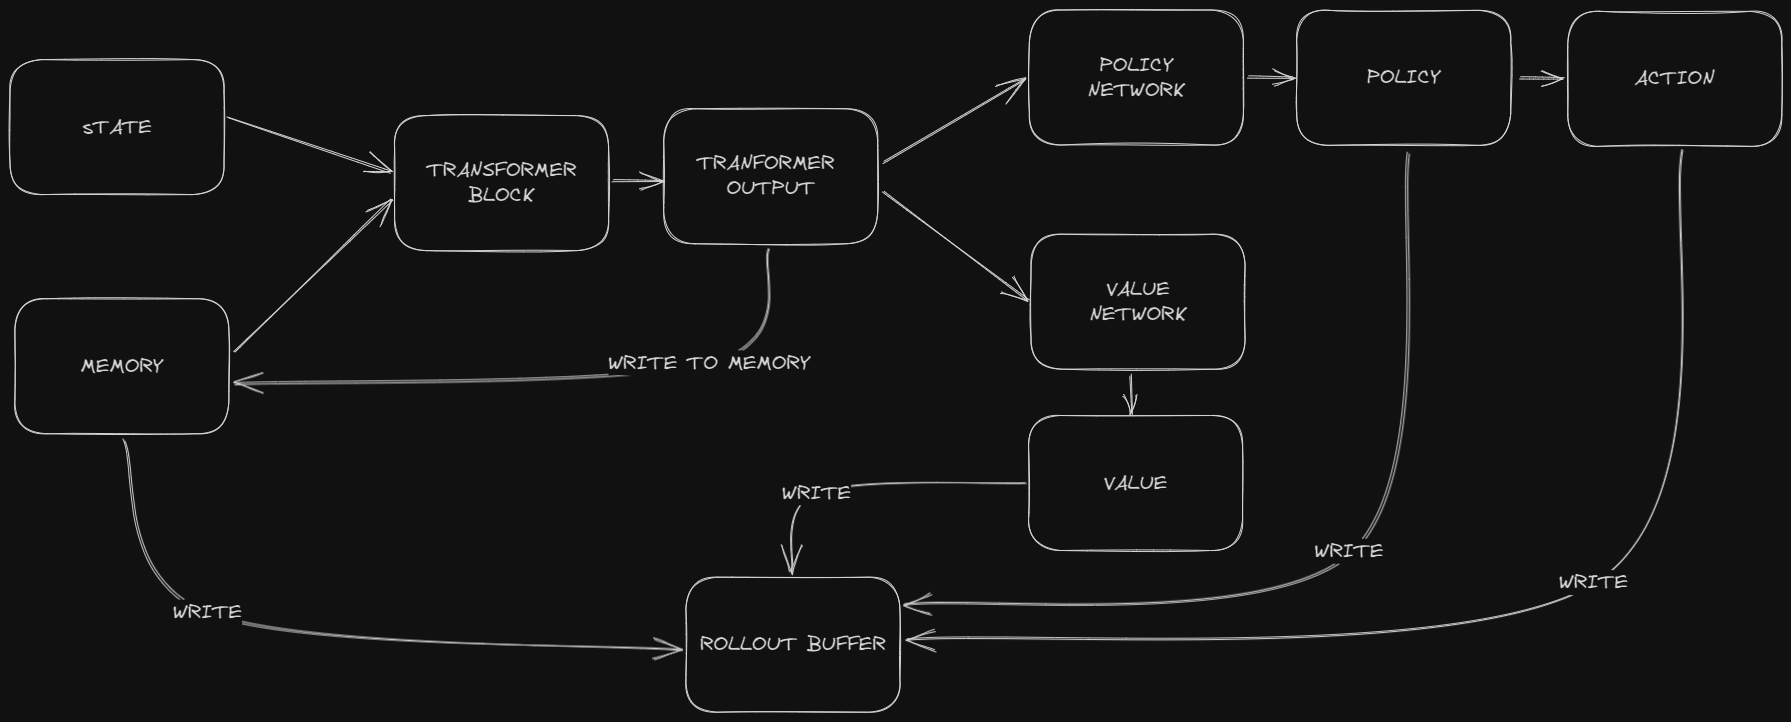 STATE
TRANSFORMER
BLOCK
TRANFORMER
OUTPUT
POLICY
NETWORK
POLICY
ACTION
VALUE
NETWORK
MEMORY
WRITE TO MEMORY
VALUE
WRITE
WRITE
WRITE
WRITE
ROLLOUT BUFFER